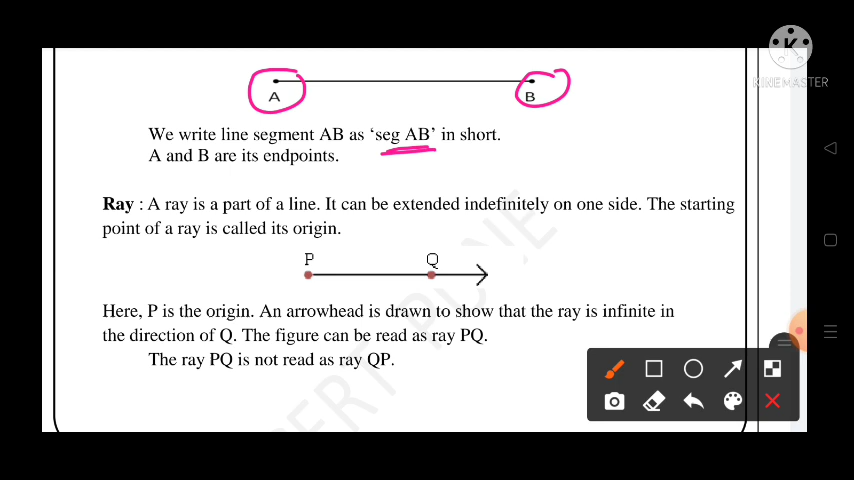 K
KINEMASTER
A B
We write line segment AB as ‘seg AB’ in short.
A and B are its endpoints.
Ray : A ray is a part of a line. It can be extended indefinitely on one side. The starting
point of a ray is called its origin.
P Q
Here, P is the origin. An arrowhead is drawn to show that the ray is infinite in
the direction of Q. The figure can be read as ray PQ.
The ray PQ is not read as ray QP.